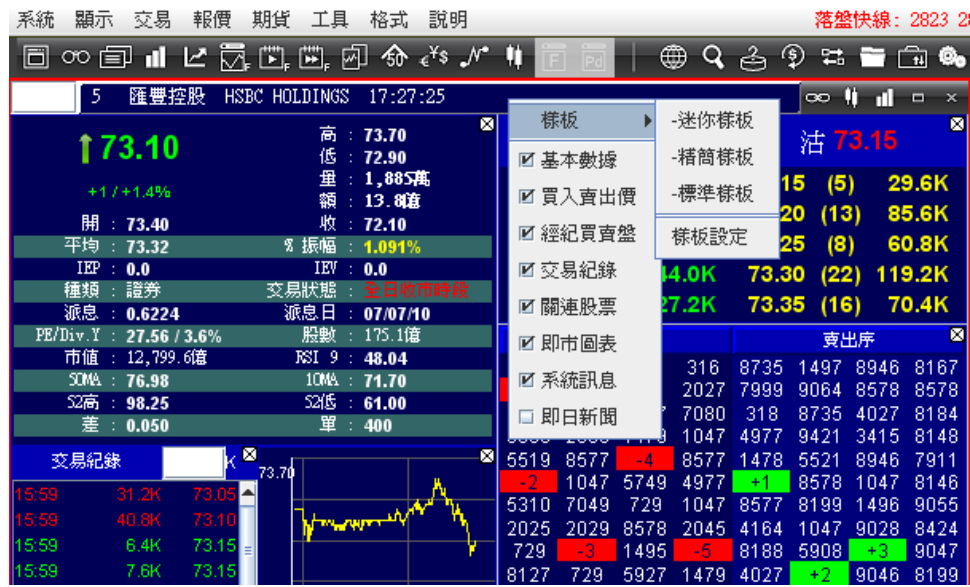 系統 顯示 交易 報價 期貨 工具 格式 說明 落盤快線: 2823 2
5 匯豐控股 HSBC HOLDINGS 17:27:25
73.10
+1 / +1.4%
高 : 73.70
低 : 72.90
量 : 1,885萬
額 : 13.8億
開 : 73.40 收 : 72.10
平均 : 73.32 % 振幅 : 1.091%
IEP : 0.0 IEV : 0.0
種類 : 證券 交易狀態 : 全日收市時段
派息 : 0.6224 派息日 : 07/07/10
PE/Div.Y : 27.56 / 3.6% 股數 : 175.1億
市值 : 12,799.6億 RSI 9 : 48.04
50MA : 76.98 10MA : 71.70
52高 : 98.25 52低 : 61.00
差 : 0.050 單 : 400
樣板
基本數據
買入賣出價
經紀買賣盤
交易紀錄
關連股票
即市圖表
系統訊息
即日新聞
-迷你樣板
-精簡樣板
-標準樣板
樣板設定
沽 73.15
15 (5) 29.6K
20 (13) 85.6K
25 (8) 60.8K
4.0K 73.30 (22) 119.2K
27.2K 73.35 (16) 70.4K
賣出序
316 8735 1497 8946 8167
2027 7999 9064 8578 8578
7080 318 8735 4027 8184
1047 4977 9421 3415 8148
5519 8577 -4 8577 1478 5521 8946 7911
-2 1047 5749 4977 +1 8578 1047 8146
5310 7049 729 1047 8577 8199 1496 9055
2025 2029 8578 2045 4164 1047 9028 8424
729 -3 1495 -5 8188 5908 +3 9047
8127 729 5927 1479 4027 +2 9046 8199
交易紀錄 K
15:59 31.2K 73.05
15:59 40.8K 73.10
15:59 6.4K 73.15
15:59 7.6K 73.15
73.70